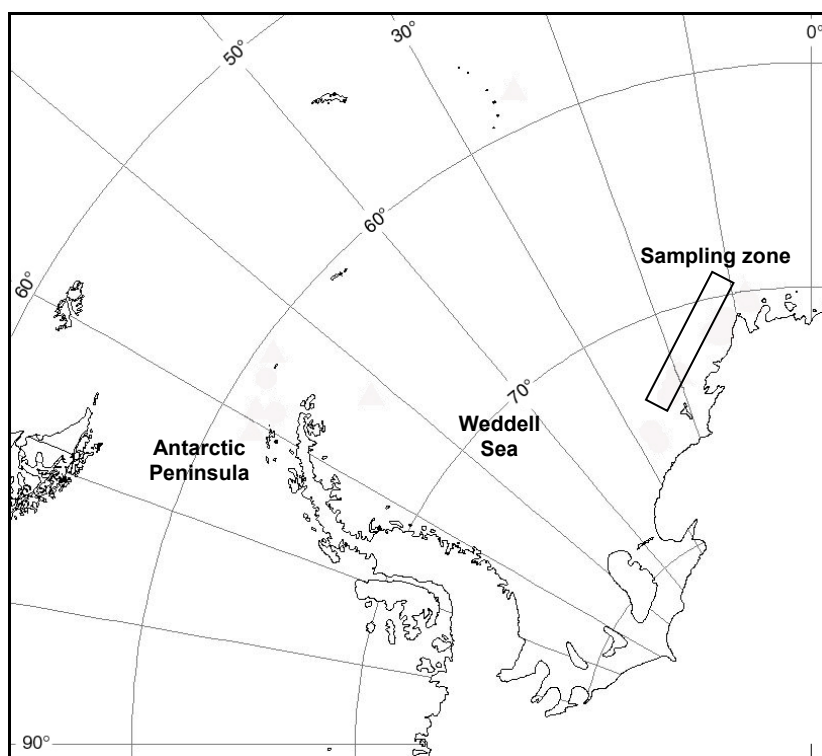 0°
30°
50°
60°
Sampling zone
60°
70°
Weddell
Sea
Antarctic
Peninsula
90°